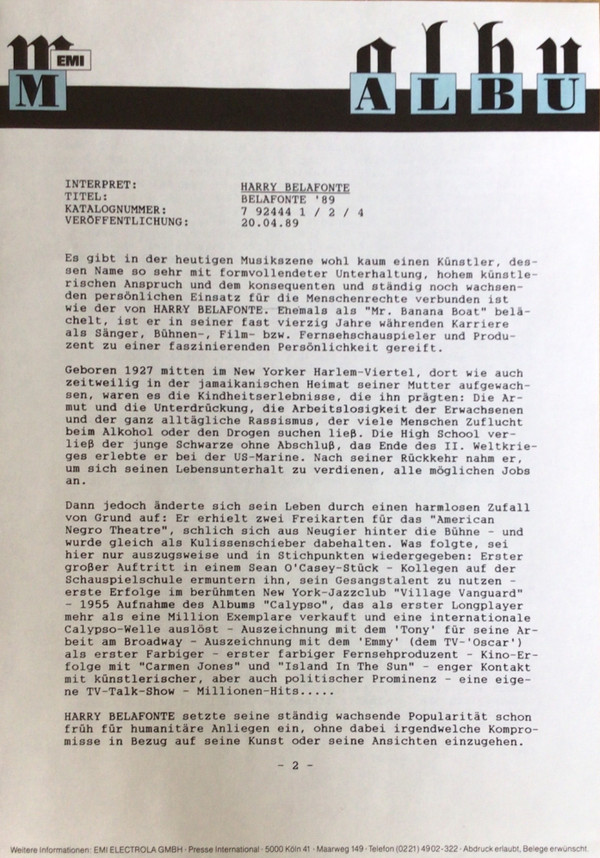 m albu
EMI
M ALBU
INTERPRET: HARRY BELAFONTE
TITEL: BELAFONTE '89
KATALOGNUMMER: 7 92444 1 / 2 / 4
VERÖFFENTLICHUNG: 20.04.89
Es gibt in der heutigen Musikszene wohl kaum einen Künstler, des-
sen Name so sehr mit formvollendeter Unterhaltung, hohem künstle-
rischen Anspruch und dem konsequenten und ständig noch wachsen-
den persönlichen Einsatz für die Menschenrechte verbunden ist
wie der von HARRY BELAFONTE. Ehemals als "Mr. Banana Boat" belä-
chelt, ist er in seiner fast vierzig Jahre währenden Karriere
als Sänger, Bühnen-, Film- bzw. Fernsehschauspieler und Produ-
zent zu einer faszinierenden Persönlichkeit gereift.
Geboren 1927 mitten im New Yorker Harlem-Viertel, dort wie auch
zeitweilig in der jamaikanischen Heimat seiner Mutter aufgewach-
sen, waren es die Kindheitserlebnisse, die ihn prägten: Die Ar-
mut und die Unterdrückung, die Arbeitslosigkeit der Erwachsenen
und der ganz alltägliche Rassismus, der viele Menschen Zuflucht
beim Alkohol oder den Drogen suchen ließ. Die High School ver-
ließ der junge Schwarze ohne Abschluß, das Ende des II. Weltkrie-
ges erlebte er bei der US-Marine. Nach seiner Rückkehr nahm er,
um sich seinen Lebensunterhalt zu verdienen, alle möglichen Jobs
an.
Dann jedoch änderte sich sein Leben durch einen harmlosen Zufall
von Grund auf: Er erhielt zwei Freikarten für das "American
Negro Theatre", schlich sich aus Neugier hinter die Bühne - und
wurde gleich als Kulissenschieber dabehalten. Was folgte, sei
hier nur auszugsweise und in Stichpunkten wiedergegeben: Erster
großer Auftritt in einem Sean O'Casey-Stück - Kollegen auf der
Schauspielschule ermuntern ihn, sein Gesangstalent zu nutzen -
erste Erfolge im berühmten New York-Jazzclub "Village Vanguard"
- 1955 Aufnahme des Albums "Calypso", das als erster Longplayer
mehr als eine Million Exemplare verkauft und eine internationale
Calypso-Welle auslöst - Auszeichnung mit dem 'Tony' für seine Ar-
beit am Broadway - Auszeichnung mit dem 'Emmy' (dem TV-'Oscar')
als erster Farbiger - erster farbiger Fernsehproduzent - Kino-Er-
folge mit "Carmen Jones" und "Island In The Sun" - enger Kontakt
mit künstlerischer, aber auch politischer Prominenz - eine eige-
ne TV-Talk-Show - Millionen-Hits.....
HARRY BELAFONTE setzte seine ständig wachsende Popularität schon
früh für humanitäre Anliegen ein, ohne dabei irgendwelche Kompro-
misse in Bezug auf seine Kunst oder seine Ansichten einzugehen.
- 2 -
Weitere Informationen: EMI ELECTROLA GMBH · Presse International · 5000 Köln 41 · Maarweg 149 · Telefon (0221) 4902-322 · Abdruck erlaubt, Belege erwünscht.